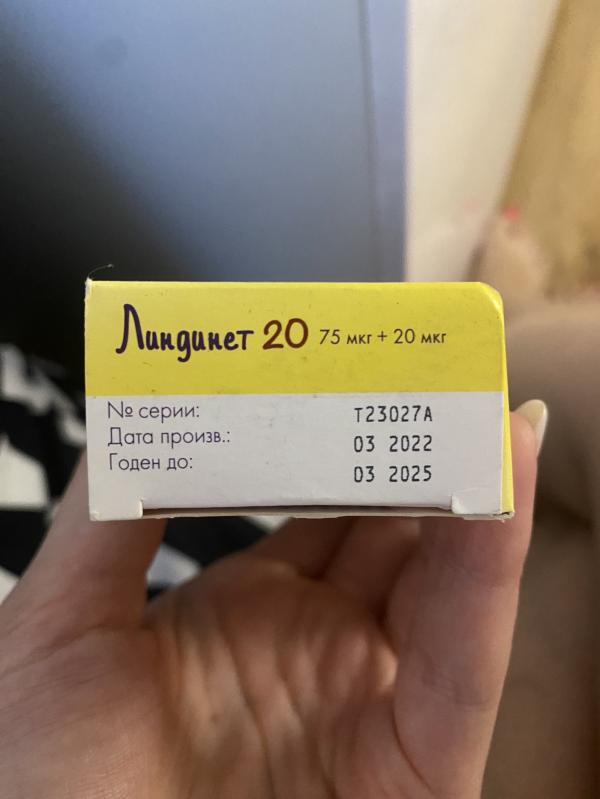 Линдинет 20 75 мкг + 20 мкг
№ серии: T23027A
Дата произв.: 03 2022
Годен до: 03 2025